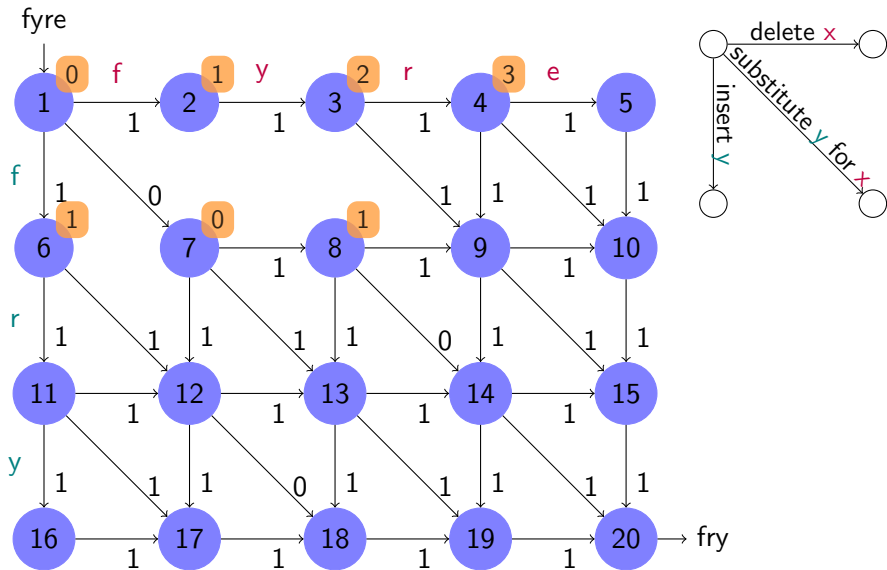 fyre
delete x
0 f 1 y 2 r 3 e
1 2 3 4 5
1 1 1 1
substitute y for x
insert y
f
1 0 1 1 1 1
1 0 1
6 7 8 9 10
1 1 1
r
1 1 1 1 1 0 1 1 1
11 12 13 14 15
1 1 1 1
y
1 1 1 0 1 1 1 1 1
16 17 18 19 20 fry
1 1 1 1